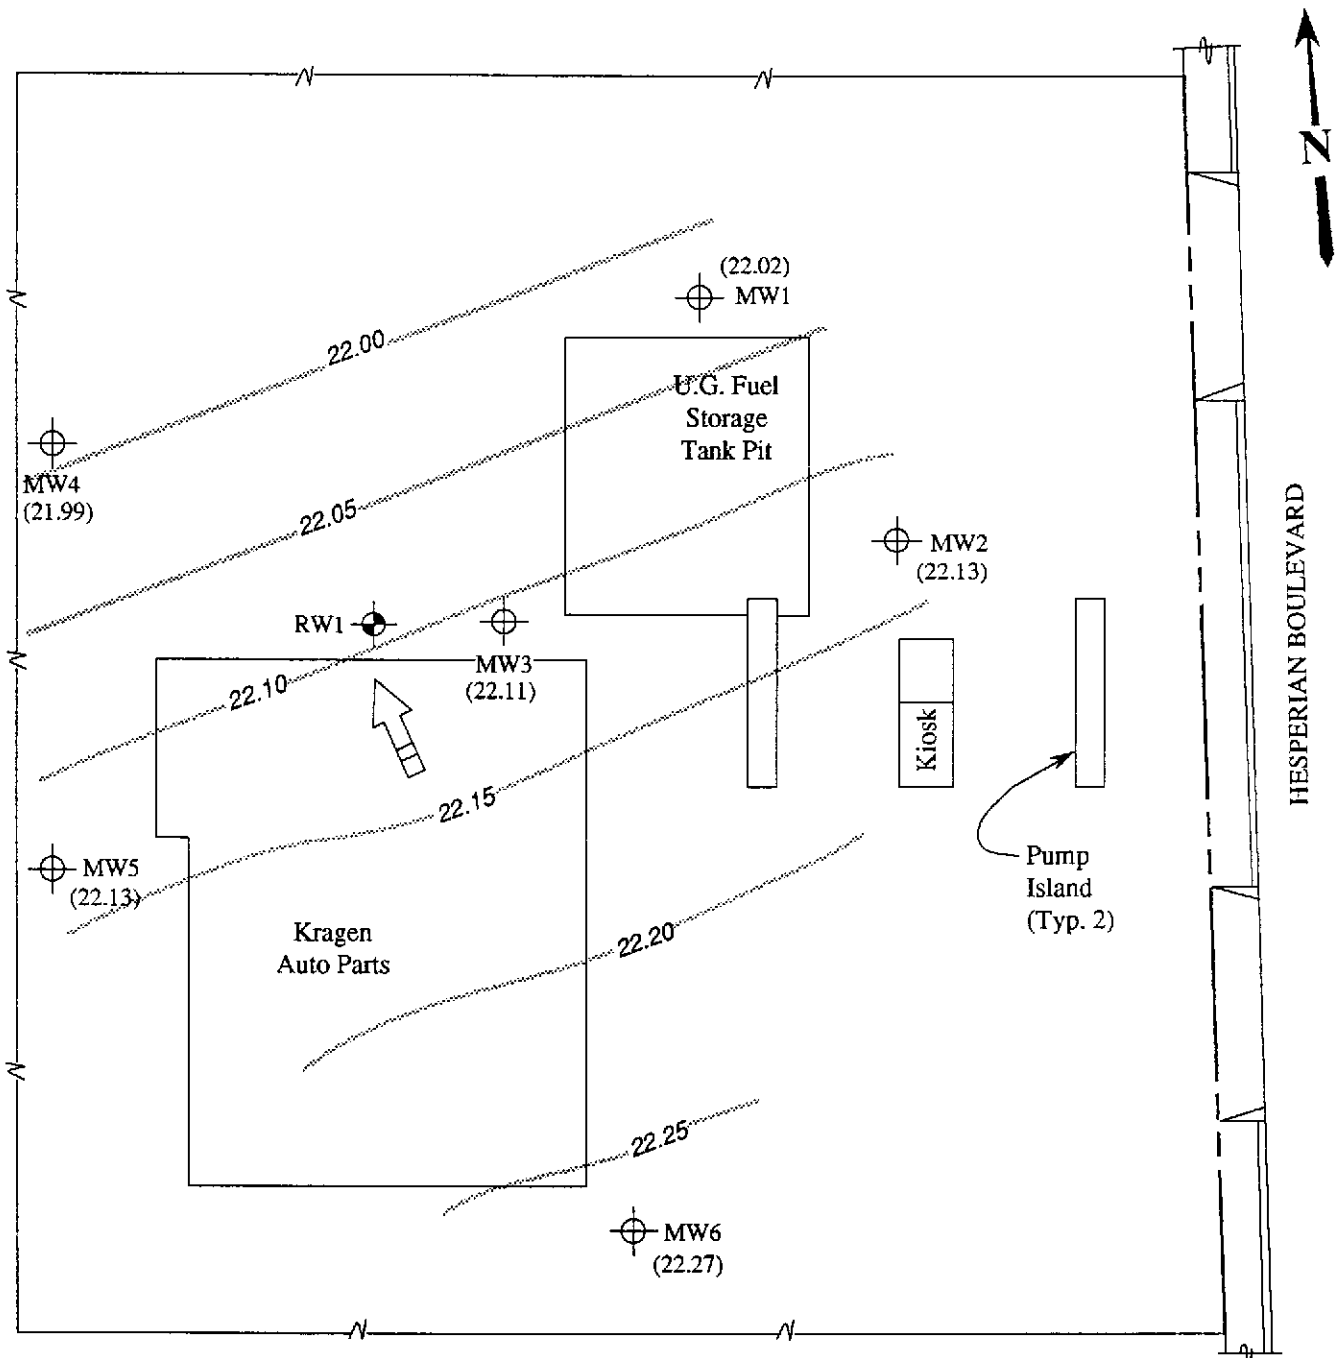 N
(22.02)
MW1
22.00
U.G. Fuel
Storage
Tank Pit
MW4
(21.99)
22.05
MW2
(22.13)
HESPERIAN BOULEVARD
RW1
MW3
(22.11)
22.10
Kiosk
22.15
MW5
(22.13)
Pump
Island
(Typ. 2)
Kragen
Auto Parts
22.20
22.25
MW6
(22.27)